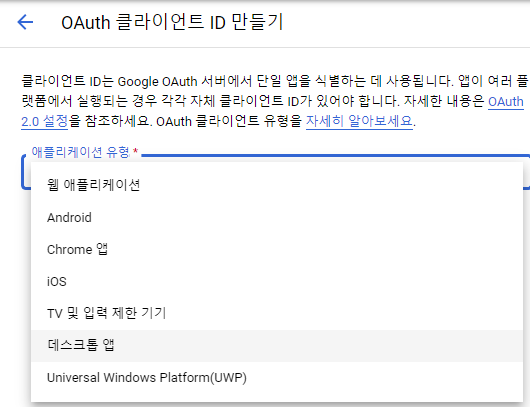 OAuth 클라이언트 ID 만들기
클라이언트 ID는 Google OAuth 서버에서 단일 앱을 식별하는 데 사용됩니다. 앱이 여러 플
랫폼에서 실행되는 경우 각각 자체 클라이언트 ID가 있어야 합니다. 자세한 내용은 OAuth
2.0 설정을 참조하세요. OAuth 클라이언트 유형을 자세히 알아보세요.
애플리케이션 유형 *
웹 애플리케이션
Android
Chrome 앱
iOS
TV 및 입력 제한 기기
데스크톱 앱
Universal Windows Platform(UWP)